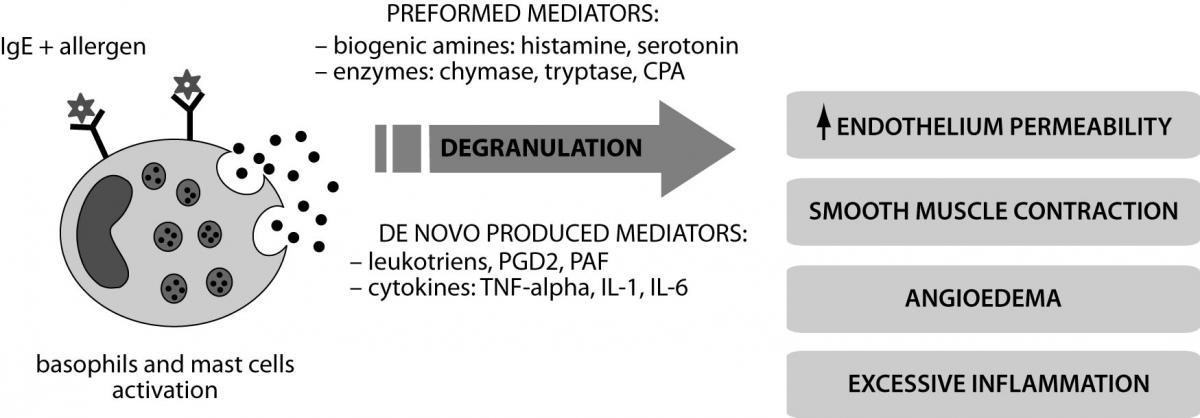 IgE + allergen
PREFORMED MEDIATORS:
– biogenic amines: histamine, serotonin
– enzymes: chymase, tryptase, CPA
DEGRANULATION
DE NOVO PRODUCED MEDIATORS:
– leukotriens, PGD2, PAF
– cytokines: TNF-alpha, IL-1, IL-6
basophils and mast cells
activation
ENDOTHELIUM PERMEABILITY
SMOOTH MUSCLE CONTRACTION
ANGIOEDEMA
EXCESSIVE INFLAMMATION